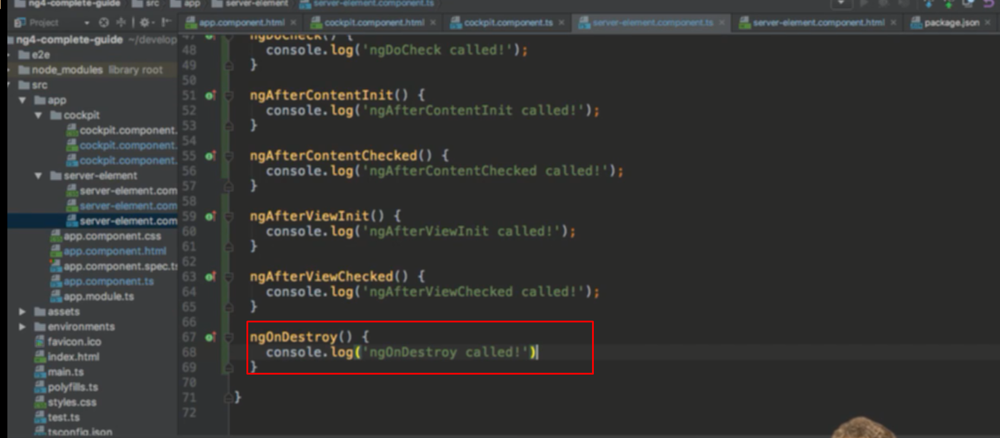 ng4-complete-guide src app server-element server-element.component.ts
Project app.component.html cockpit.component.html cockpit.component.ts server-element.component.ts server-element.component.html package.json
ng4-complete-guide ~/develop
e2e
node_modules library root
src
app
cockpit
cockpit.component.
cockpit.component.
cockpit.component.
server-element
server-element.com
server-element.com
server-element.com
app.component.css
app.component.html
app.component.spec.ts
app.component.ts
app.module.ts
assets
environments
favicon.ico
index.html
main.ts
polyfills.ts
styles.css
test.ts
tsconfig.json
47 ngDoCheck() {
48 console.log('ngDoCheck called!');
49 }
50
51 ngAfterContentInit() {
52 console.log('ngAfterContentInit called!');
53 }
54
55 ngAfterContentChecked() {
56 console.log('ngAfterContentChecked called!');
57 }
58
59 ngAfterViewInit() {
60 console.log('ngAfterViewInit called!');
61 }
62
63 ngAfterViewChecked() {
64 console.log('ngAfterViewChecked called!');
65 }
66
67 ngOnDestroy() {
68 console.log('ngOnDestroy called!')
69 }
70
71 }
72